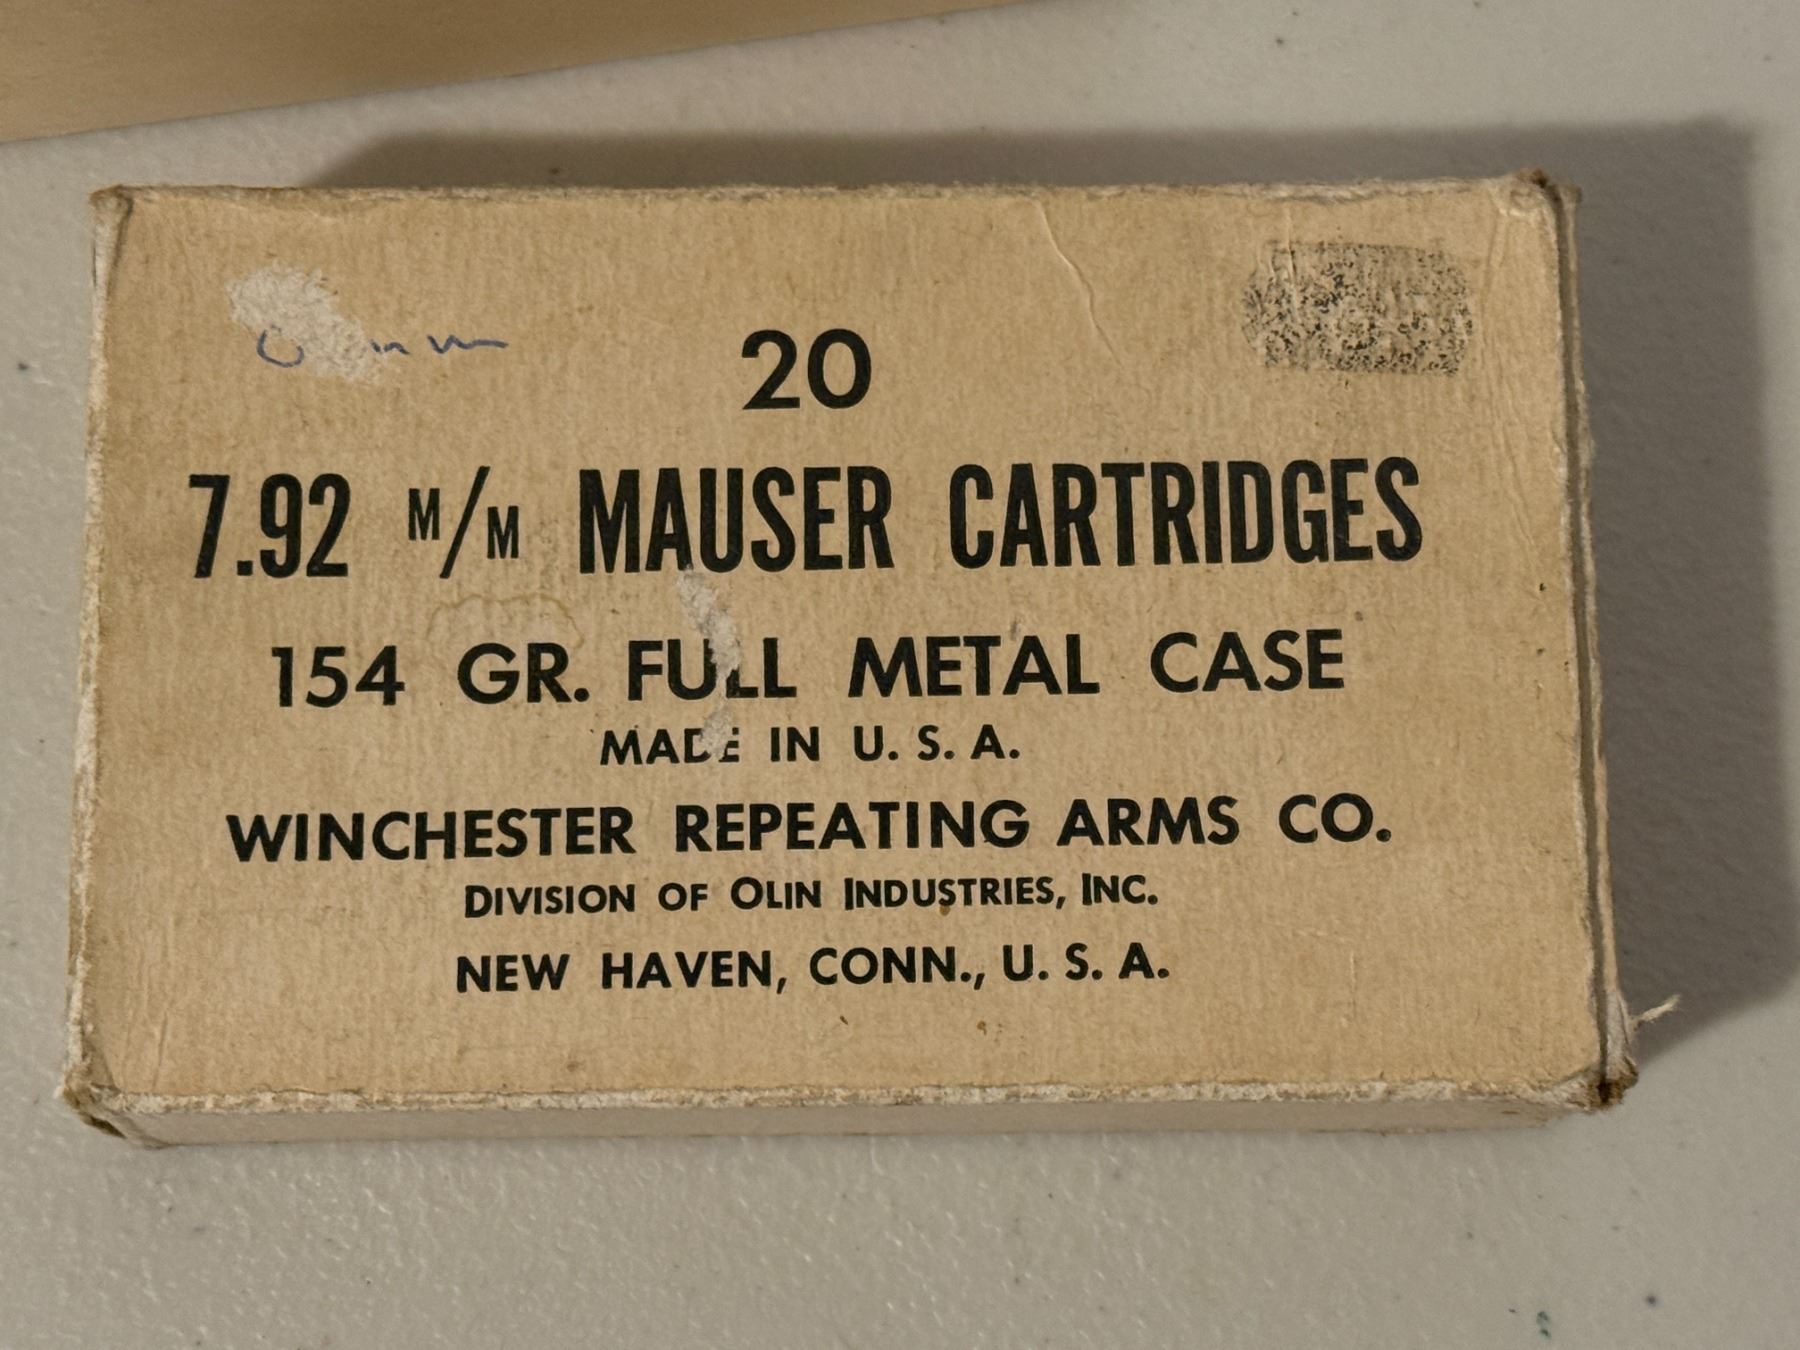 20
7.92 M/M MAUSER CARTRIDGES
154 GR. FULL METAL CASE
MADE IN U. S. A.
WINCHESTER REPEATING ARMS CO.
DIVISION OF OLIN INDUSTRIES, INC.
NEW HAVEN, CONN., U. S. A.